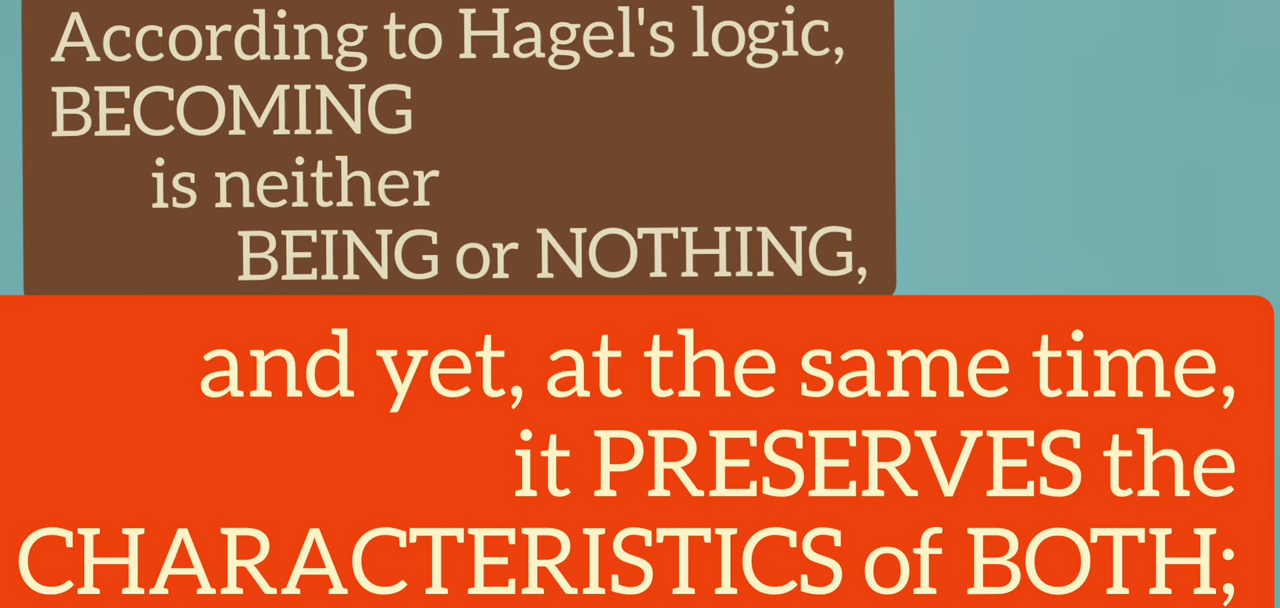 According to Hagel's logic,
BECOMING
is neither
BEING or NOTHING,
and yet, at the same time,
it PRESERVES the
CHARACTERISTICS of BOTH;